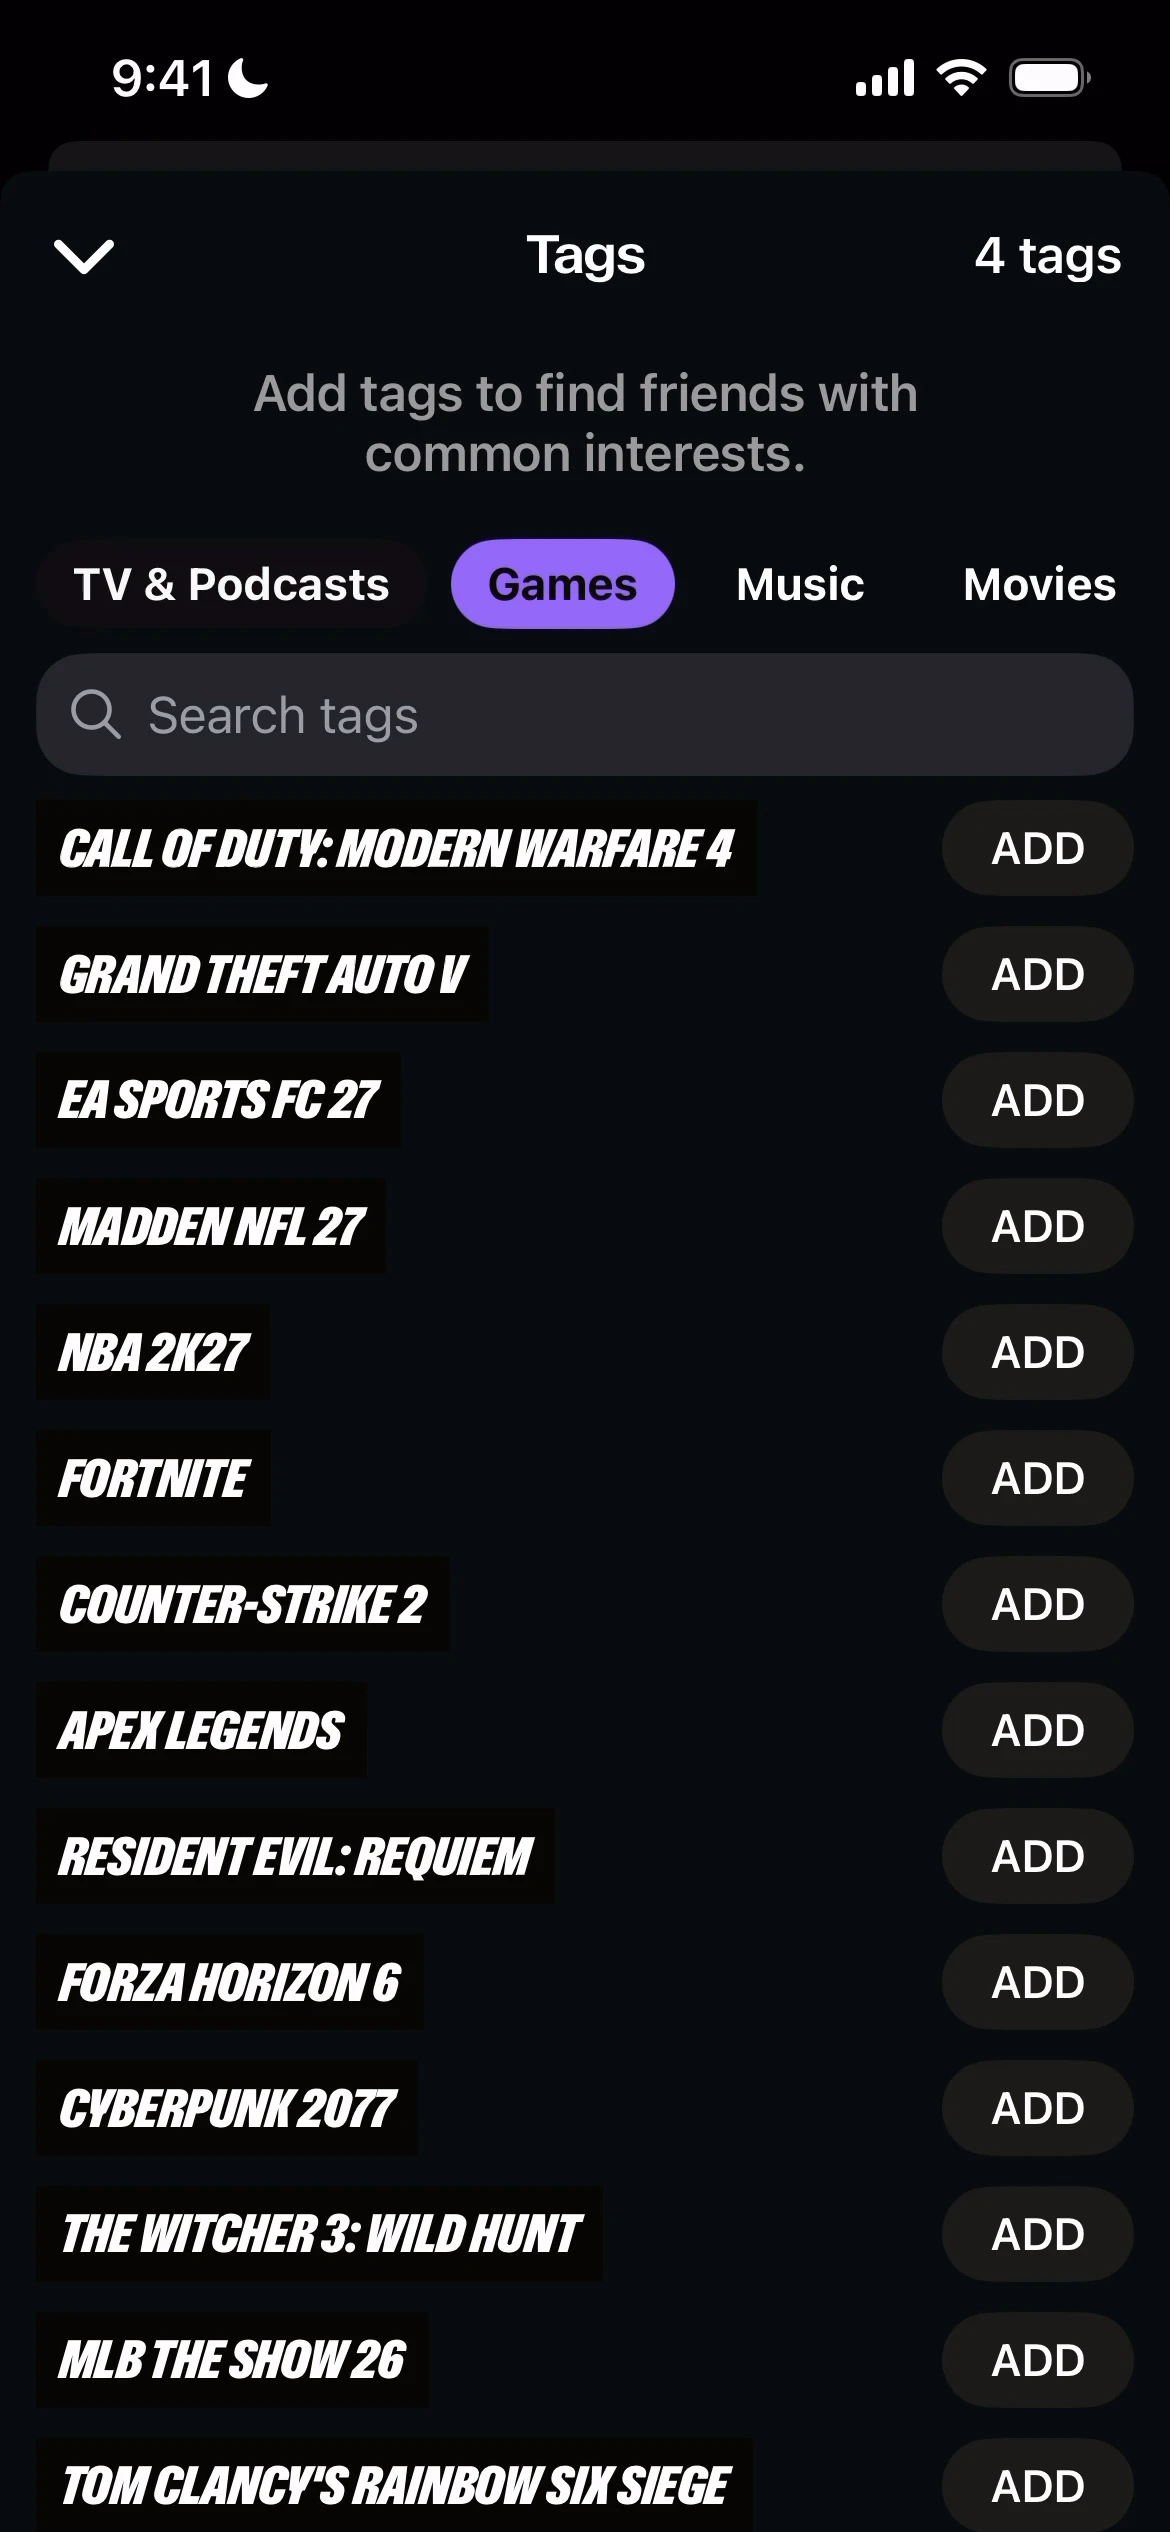 9:41
Tags
4 tags
Add tags to find friends with
common interests.
TV & Podcasts
Games
Music
Movies
Search tags
CALL OF DUTY: MODERN WARFARE 4
ADD
GRAND THEFT AUTO V
ADD
EA SPORTS FC 27
ADD
MADDEN NFL 27
ADD
NBA 2K27
ADD
FORTNITE
ADD
COUNTER-STRIKE 2
ADD
APEX LEGENDS
ADD
RESIDENT EVIL: REQUIEM
ADD
FORZA HORIZON 6
ADD
CYBERPUNK 2077
ADD
THE WITCHER 3: WILD HUNT
ADD
MLB THE SHOW 26
ADD
TOM CLANCY'S RAINBOW SIX SIEGE
ADD